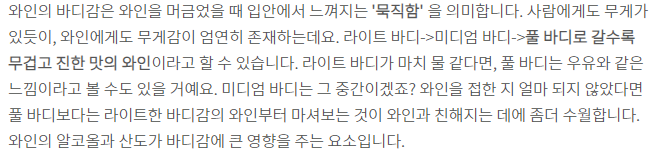 와인의 바디감은 와인을 머금었을 때 입안에서 느껴지는 '묵직함' 을 의미합니다. 사람에게도 무게가
있듯이, 와인에게도 무게감이 엄연히 존재하는데요. 라이트 바디->미디엄 바디->풀 바디로 갈수록
무겁고 진한 맛의 와인이라고 할 수 있습니다. 라이트 바디가 마치 물 같다면, 풀 바디는 우유와 같은
느낌이라고 볼 수도 있을 거예요. 미디엄 바디는 그 중간이겠죠? 와인을 접한 지 얼마 되지 않았다면
풀 바디보다는 라이트한 바디감의 와인부터 마셔보는 것이 와인과 친해지는 데에 좀더 수월합니다.
와인의 알코올과 산도가 바디감에 큰 영향을 주는 요소입니다.